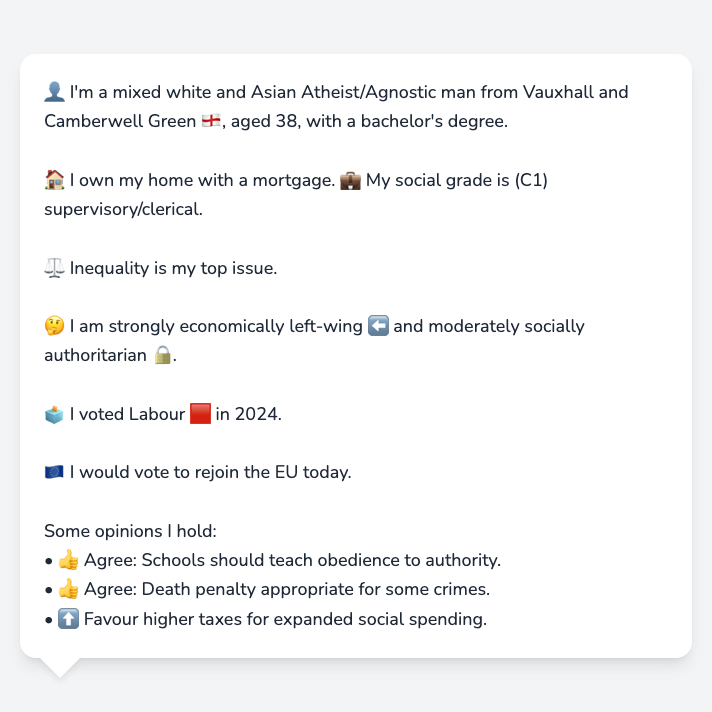 👤 I'm a mixed white and Asian Atheist/Agnostic man from Vauxhall and
Camberwell Green 🏴󠁧󠁢󠁥󠁮󠁧󠁿, aged 38, with a bachelor's degree.
🏠 I own my home with a mortgage. 💼 My social grade is (C1)
supervisory/clerical.
⚖️ Inequality is my top issue.
🤔 I am strongly economically left-wing ⬅️ and moderately socially
authoritarian 🔒.
🗳️ I voted Labour 🟥 in 2024.
🇪🇺 I would vote to rejoin the EU today.
Some opinions I hold:
• 👍 Agree: Schools should teach obedience to authority.
• 👍 Agree: Death penalty appropriate for some crimes.
• ⬆️ Favour higher taxes for expanded social spending.